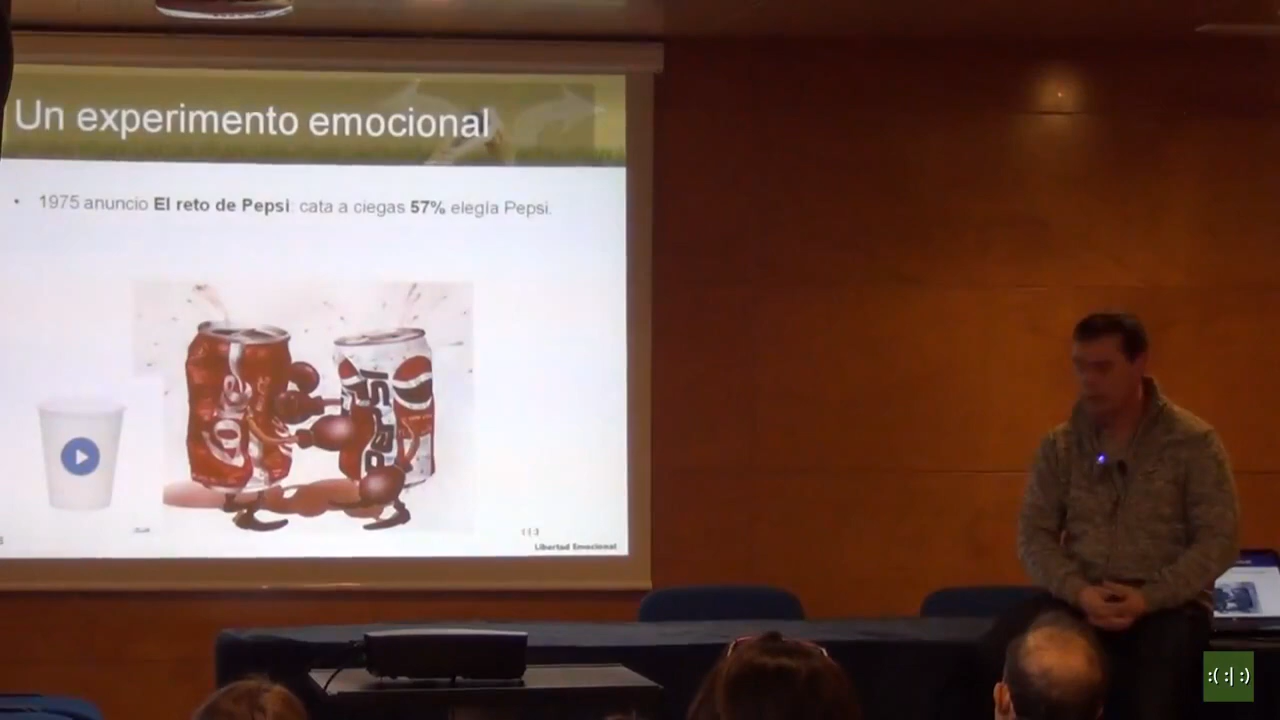 Un experimento emocional
• 1975 anuncio El reto de Pepsi: cata a ciegas 57% elegía Pepsi.
Coke
PEPSI
Libertad Emocional
:( :| :)